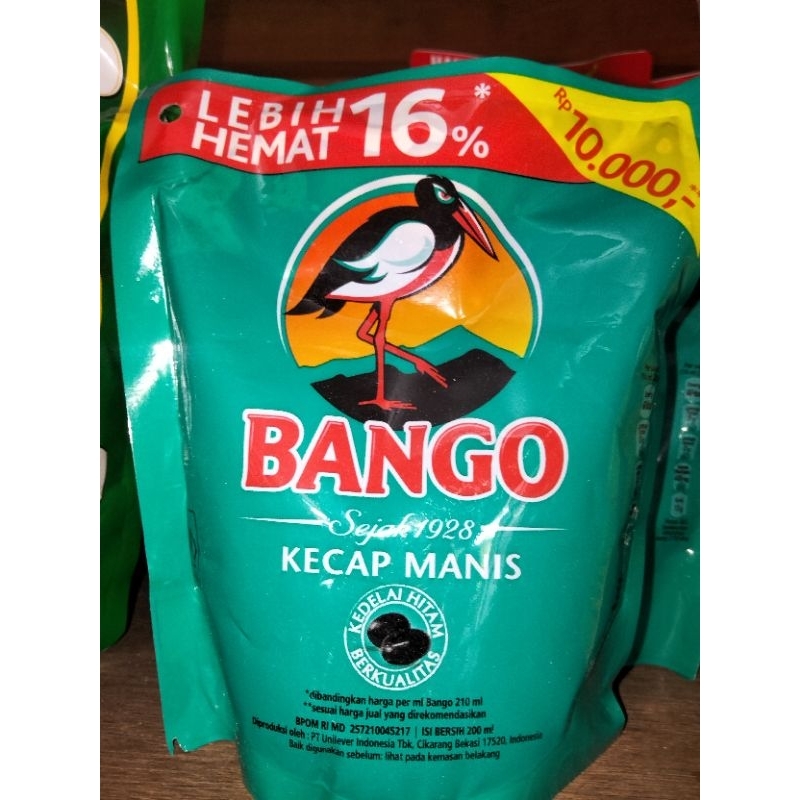 LEBIH HEMAT 16%*
Rp 10.000,-**
BANGO
Sejak 1928
KECAP MANIS
KEDELAI HITAM
BERKUALITAS
*dibandingkan harga per ml Bango 210 ml
**sesuai harga jual yang direkomendasikan
BPOM RI MD 257210045217 | ISI BERSIH 200 ml
Diproduksi oleh : PT Unilever Indonesia Tbk, Cikarang Bekasi 17520, Indonesia
Baik digunakan sebelum: lihat pada kemasan belakang